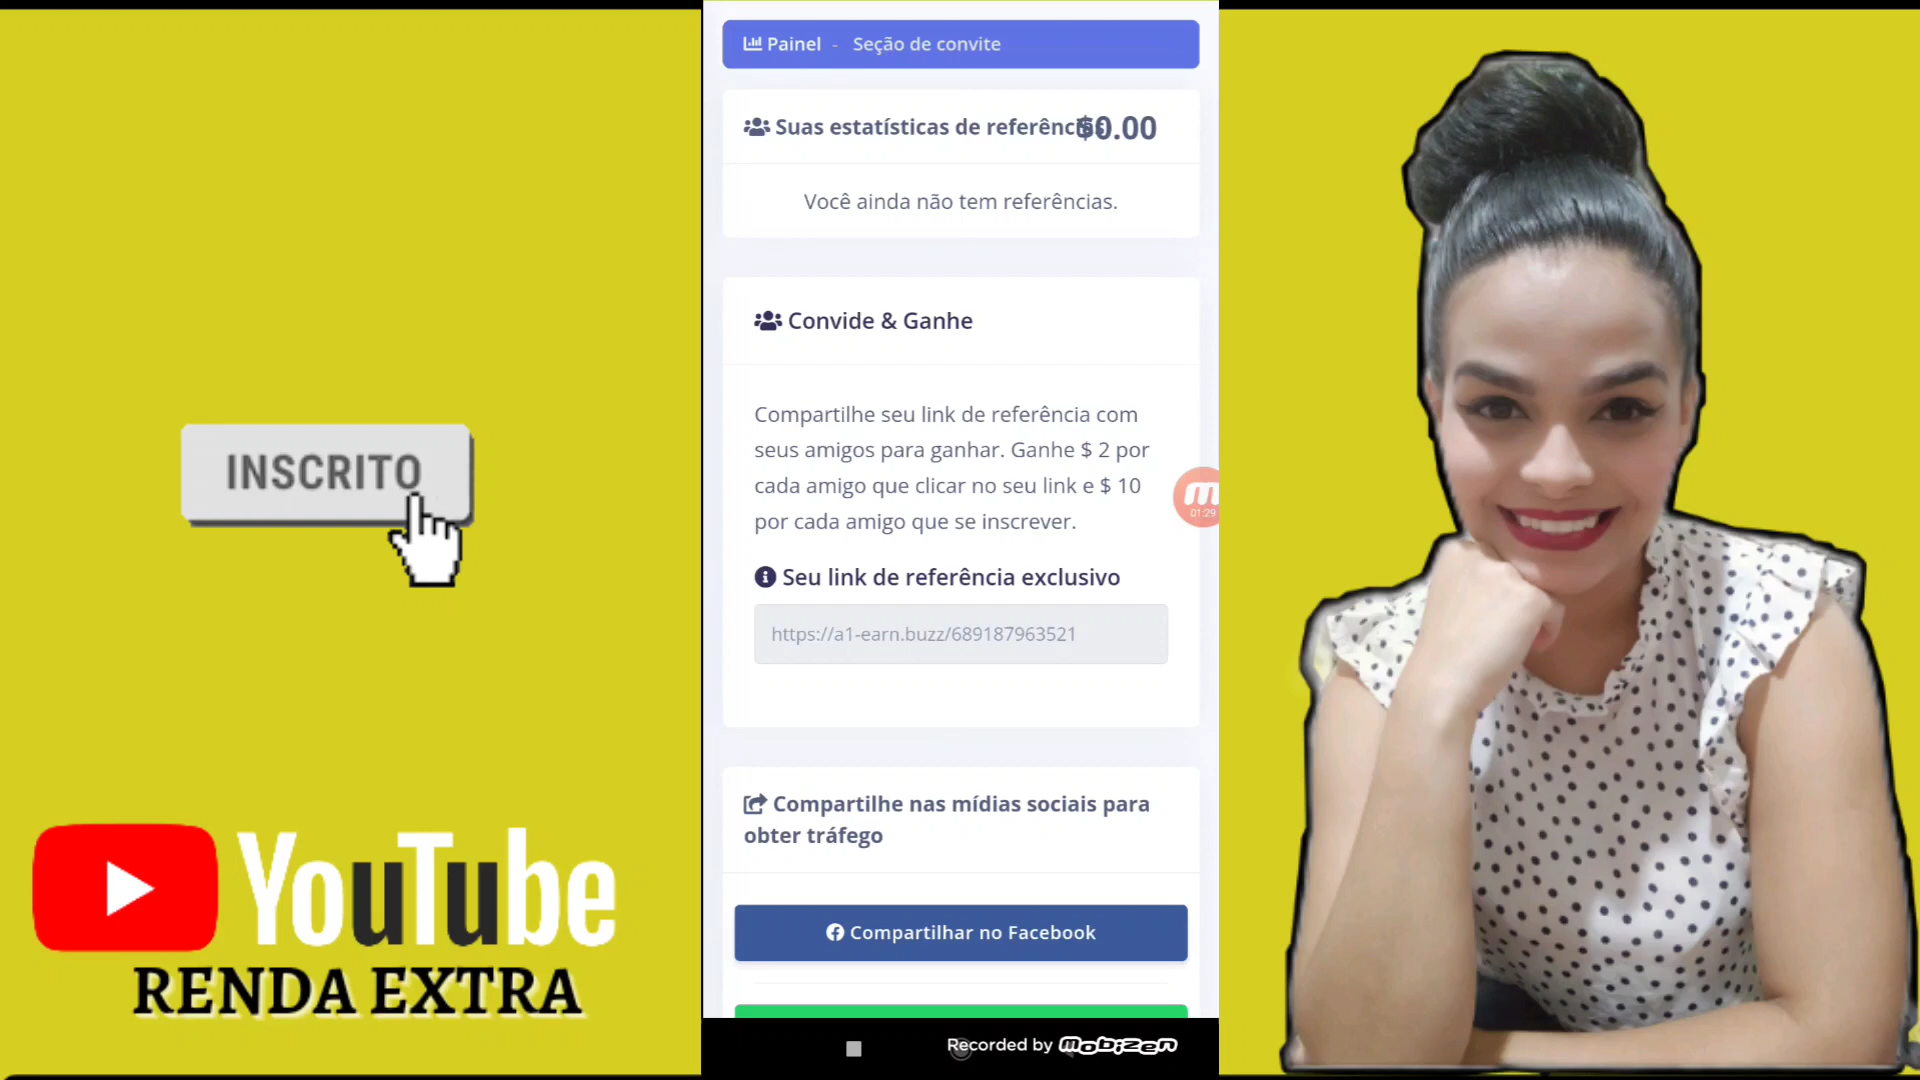 Painel - Seção de convite
Suas estatísticas de referências
$0.00
Você ainda não tem referências.
Convide & Ganhe
Compartilhe seu link de referência com
seus amigos para ganhar. Ganhe $ 2 por
cada amigo que clicar no seu link e $ 10
por cada amigo que se inscrever.
Seu link de referência exclusivo
https://a1-earn.buzz/689187963521
Compartilhe nas mídias sociais para
obter tráfego
Compartilhar no Facebook
Recorded by Mobizen
m
01:29
INSCRITO
YouTube
RENDA EXTRA